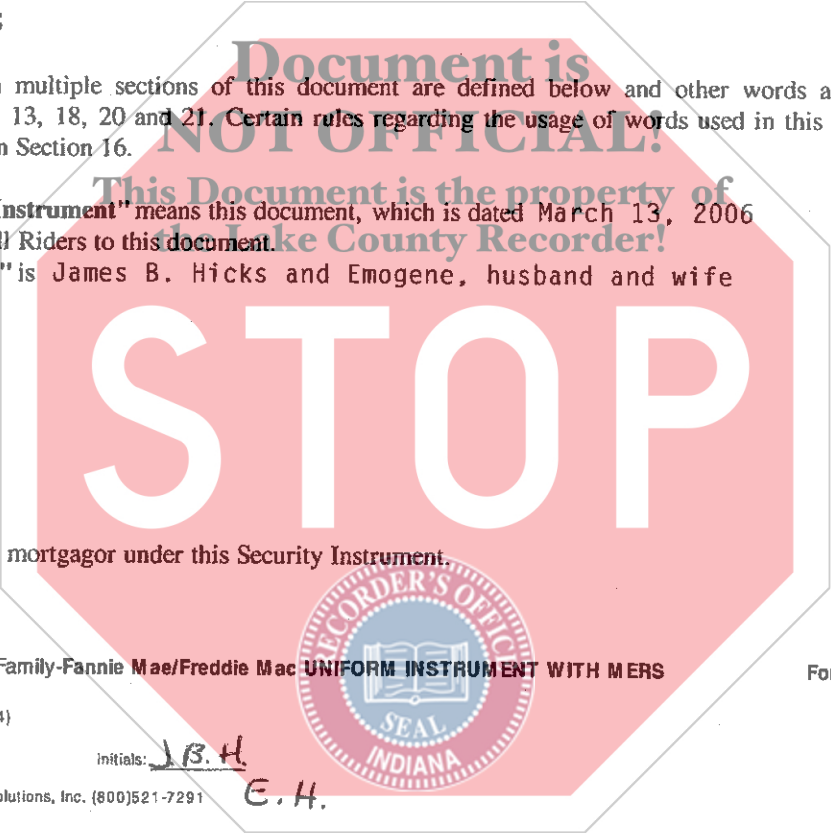 Document is
multiple sections of this document are defined below and other words a
13, 18, 20 and 21. Certain rules regarding the usage of words used in this
NOT OFFICIAL!
n Section 16.
This Document is the property of
Instrument" means this document, which is dated March 13, 2006
ll Riders to this document.
the Lake County Recorder!
" is James B. Hicks and Emogene, husband and wife
STOP
mortgagor under this Security Instrument.
RECORDER'S OFFICE
SEAL
INDIANA
Family-Fannie Mae/Freddie Mac UNIFORM INSTRUMENT WITH MERS
4)
Initials: J.B.H.
olutions, Inc. (800)521-7291 E.H.